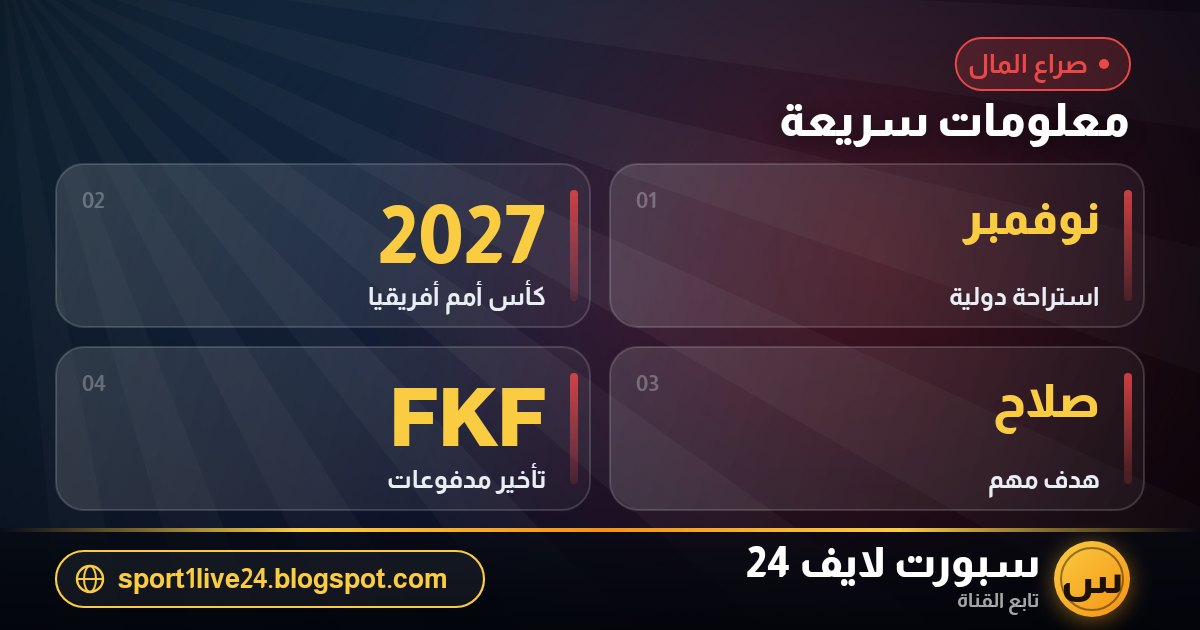 صراع المال
معلومات سريعة
01
نوفمبر
استراحة دولية
02
2027
كأس أمم أفريقيا
03
صلاح
هدف مهم
04
FKF
تأخير مدفوعات
س
سبورت لايف 24
تابع القناة
sport1live24.blogspot.com